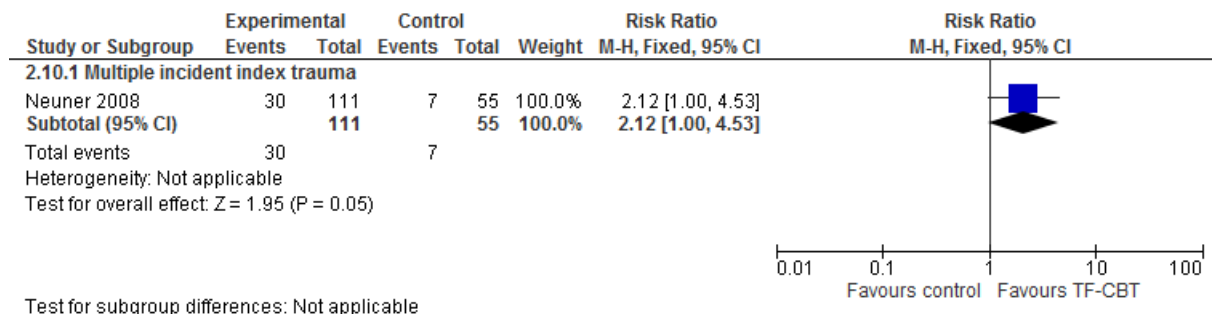 Experimental Control Risk Ratio Risk Ratio
Study or Subgroup Events Total Events Total Weight M-H, Fixed, 95% CI M-H, Fixed, 95% CI
2.10.1 Multiple incident index trauma
Neuner 2008 30 111 7 55 100.0% 2.12 [1.00, 4.53]
Subtotal (95% CI) 111 55 100.0% 2.12 [1.00, 4.53]
Total events 30 7
Heterogeneity: Not applicable
Test for overall effect: Z = 1.95 (P = 0.05)
0.01 0.1 1 10 100
Favours control Favours TF-CBT
Test for subgroup differences: Not applicable